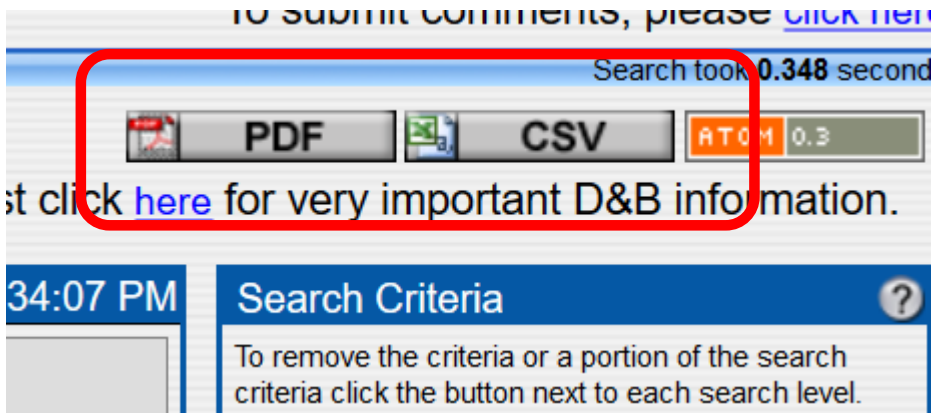 To submit comments, please click here
Search took 0.348 second
PDF CSV ATOM 0.3
st click here for very important D&B information.
34:07 PM
Search Criteria
?
To remove the criteria or a portion of the search
criteria click the button next to each search level.